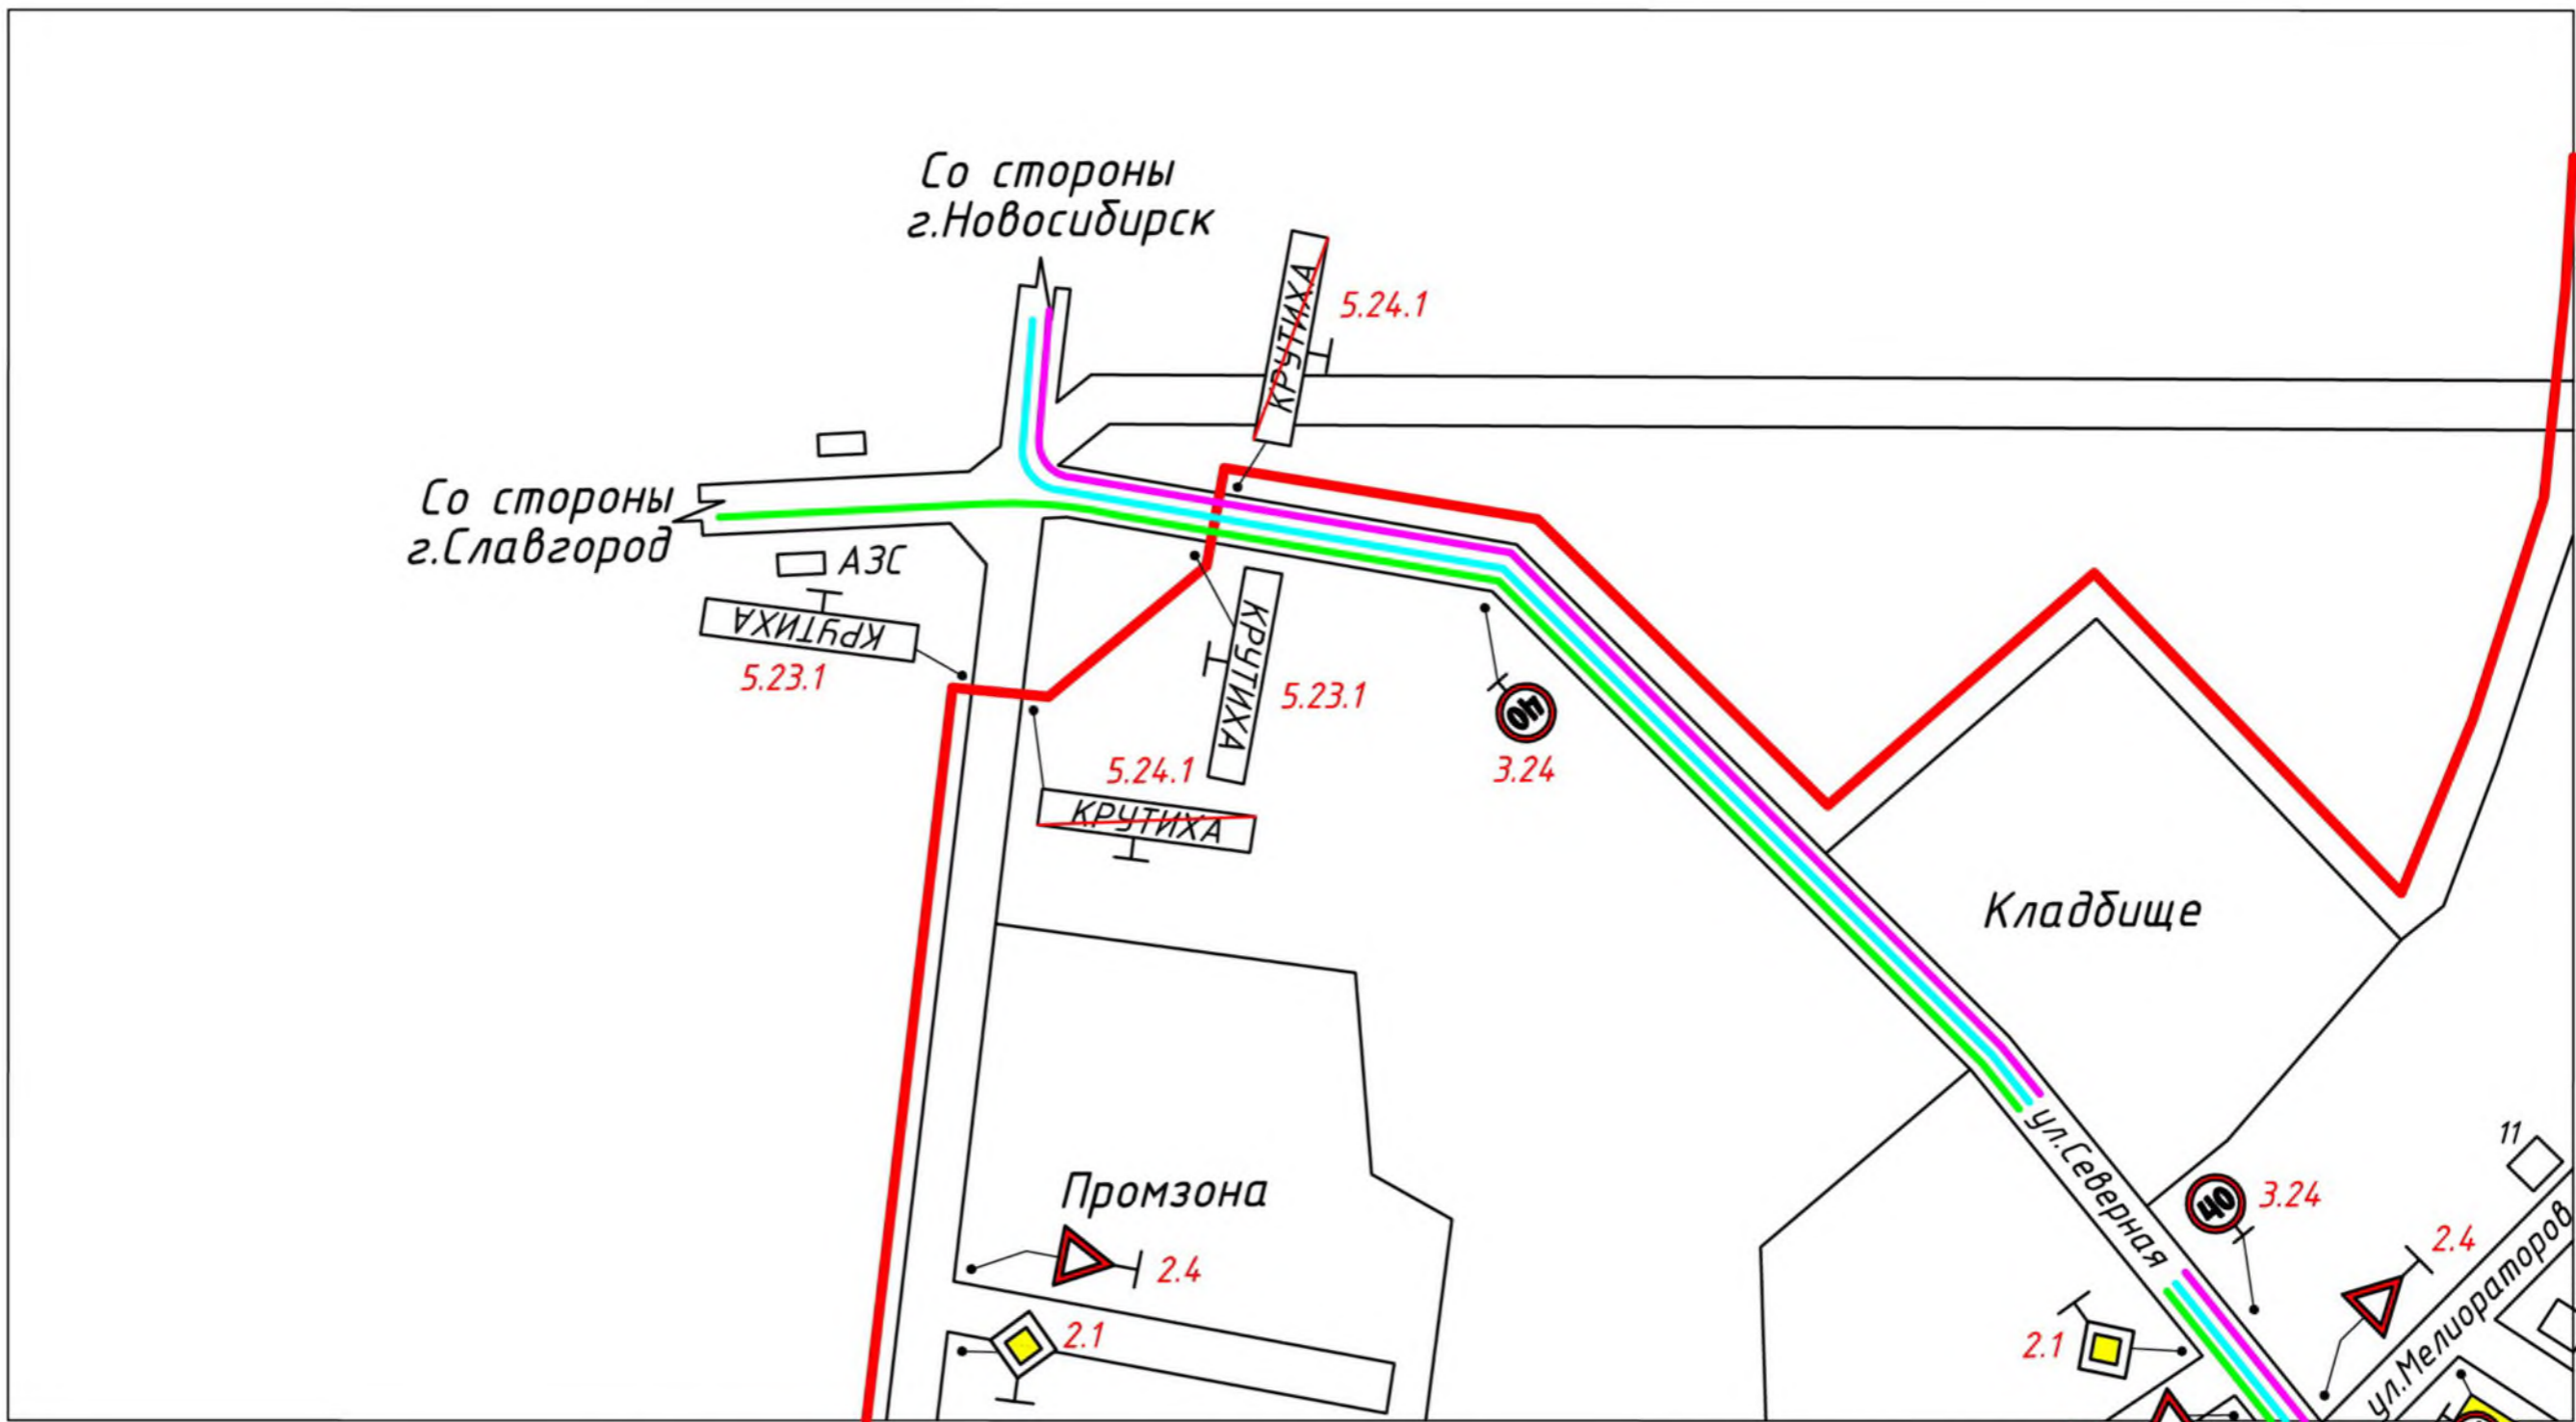 Со стороны
г.Новосибирск
КРУТИХА
5.24.1
Со стороны
г.Славгород
АЗС
КРУТИХА
5.23.1
КРУТИХА
5.23.1
40
3.24
5.24.1
КРУТИХА
Кладбище
Промзона
2.4
2.1
ул.Северная
11
40
3.24
2.4
2.1
ул.Мелиораторов